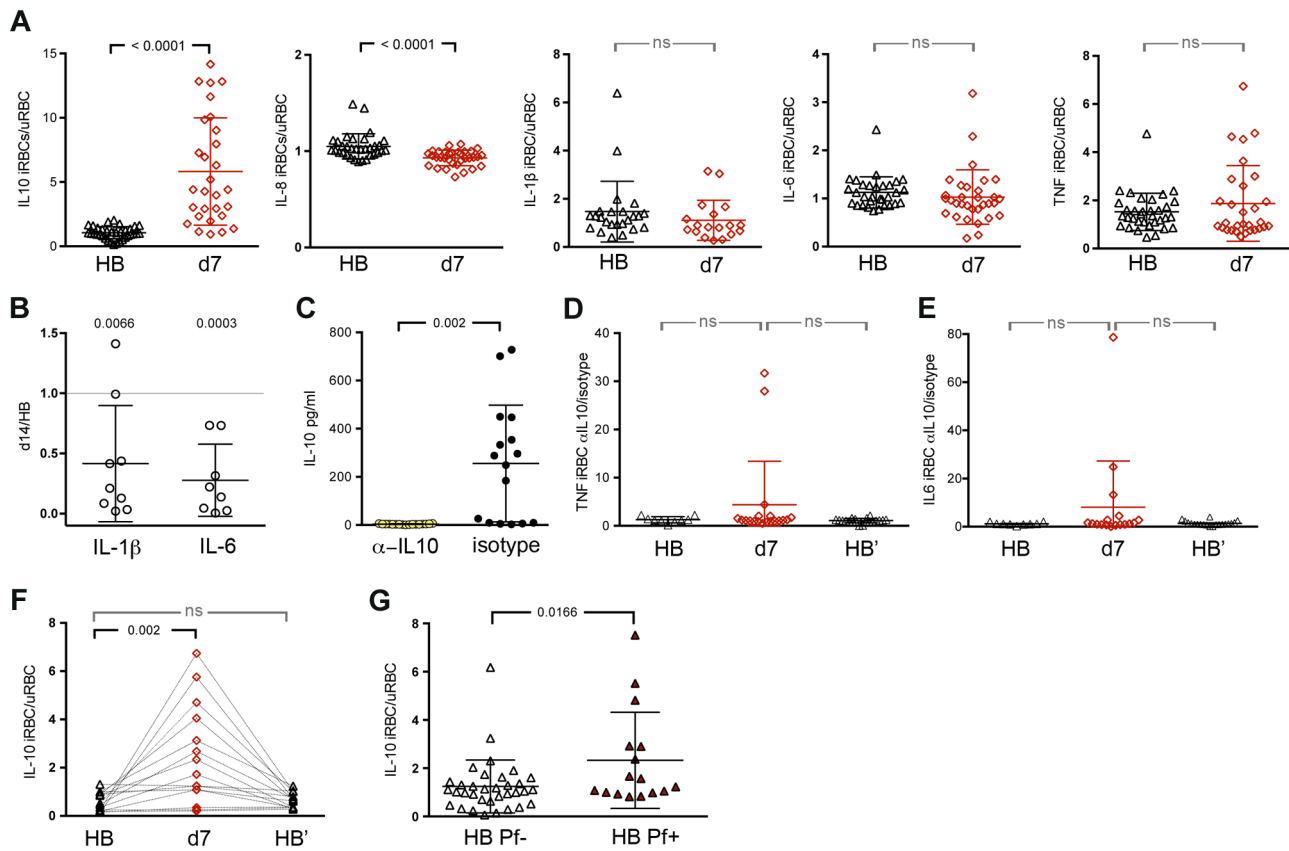 A
IL10 iRBCs/uRBC
15
10
5
0
< 0.0001
HB
d7
IL-8 iRBCs/uRBC
2
1
0
< 0.0001
HB
d7
IL-1β iRBC/uRBC
8
6
4
2
0
ns
HB
d7
IL-6 iRBC/uRBC
4
3
2
1
0
ns
HB
d7
TNF iRBC/uRBC
8
6
4
2
0
ns
HB
d7
B
d14/HB
1.5
1.0
0.5
0.0
0.0066
0.0003
IL-1β
IL-6
C
IL-10 pg/ml
800
600
400
200
0
0.002
α–IL10
isotype
D
TNF iRBC αIL10/isotype
40
30
20
10
0
ns
ns
HB
d7
HB'
E
IL6 iRBC αIL10/isotype
80
60
40
20
0
ns
ns
HB
d7
HB'
F
IL-10 iRBC/uRBC
8
6
4
2
0
ns
0.002
HB
d7
HB'
G
IL-10 iRBC/uRBC
8
6
4
2
0
0.0166
HB Pf-
HB Pf+